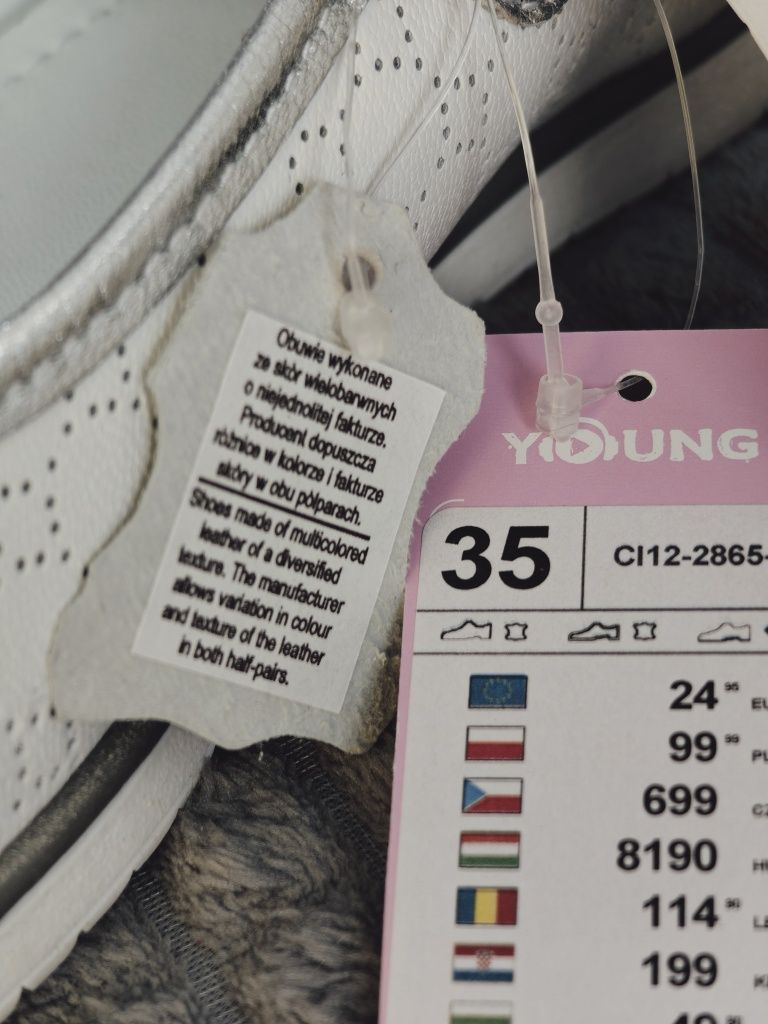 Obuwie wykonane
ze skór wielobarwnych
o niejednolitej fakturze.
Producent dopuszcza
różnice w kolorze i fakturze
skóry w obu półparach.
Shoes made of multicolored
leather of a diversified
texture. The manufacturer
allows variation in colour
and texture of the leather
in both half-pairs.
YOUNG
35
CI12-2865-
24 95
99 99
699
8190
114 90
199